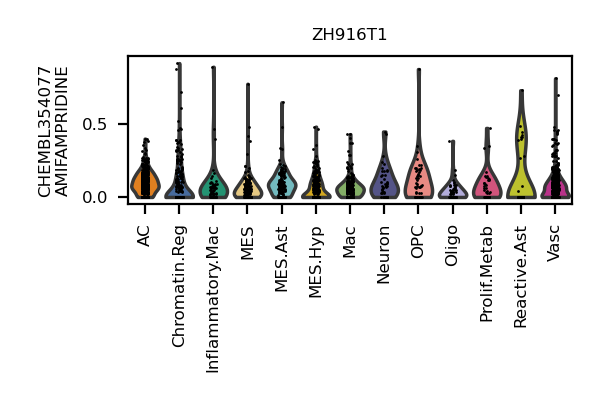 ZH916T1
CHEMBL354077
AMIFAMPRIDINE
0.5
0.0
AC
Chromatin.Reg
Inflammatory.Mac
MES
MES.Ast
MES.Hyp
Mac
Neuron
OPC
Oligo
Prolif.Metab
Reactive.Ast
Vasc